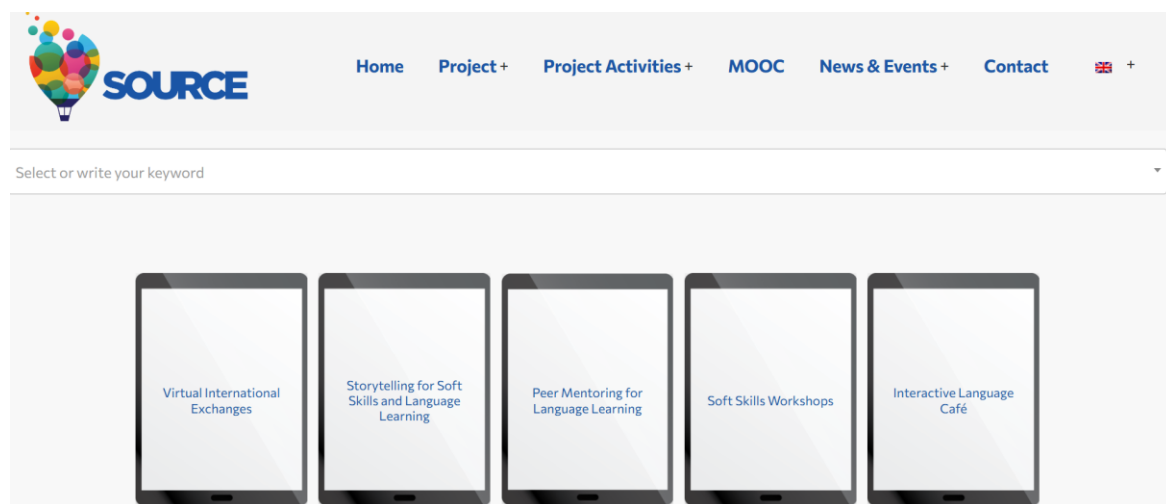 SOURCE
Home Project + Project Activities + MOOC News & Events + Contact +
Select or write your keyword
Virtual International
Exchanges
Storytelling for Soft
Skills and Language
Learning
Peer Mentoring for
Language Learning
Soft Skills Workshops
Interactive Language
Café